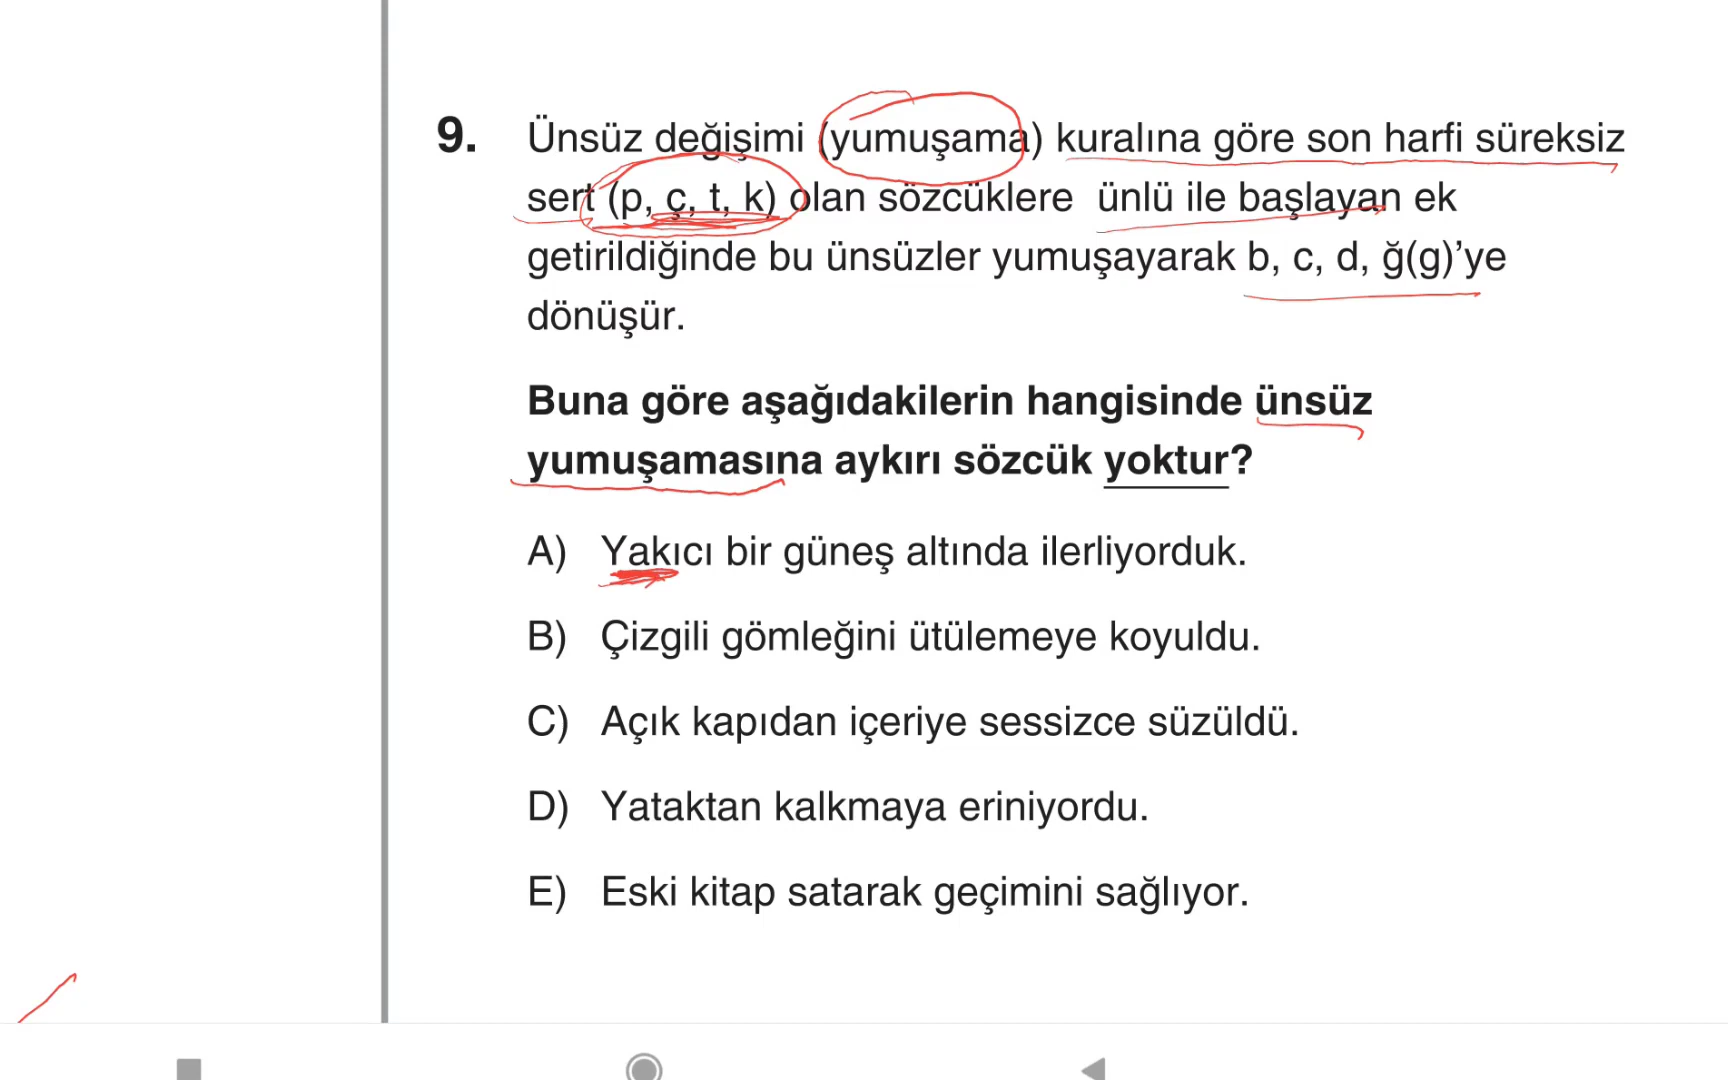 9. Ünsüz değişimi (yumuşama) kuralına göre son harfi süreksiz
sert (p, ç, t, k) olan sözcüklere ünlü ile başlayan ek
getirildiğinde bu ünsüzler yumuşayarak b, c, d, ğ(g)’ye
dönüşür.
Buna göre aşağıdakilerin hangisinde ünsüz
yumuşamasına aykırı sözcük yoktur?
A) Yakıcı bir güneş altında ilerliyorduk.
B) Çizgili gömleğini ütülemeye koyuldu.
C) Açık kapıdan içeriye sessizce süzüldü.
D) Yataktan kalkmaya eriniyordu.
E) Eski kitap satarak geçimini sağlıyor.